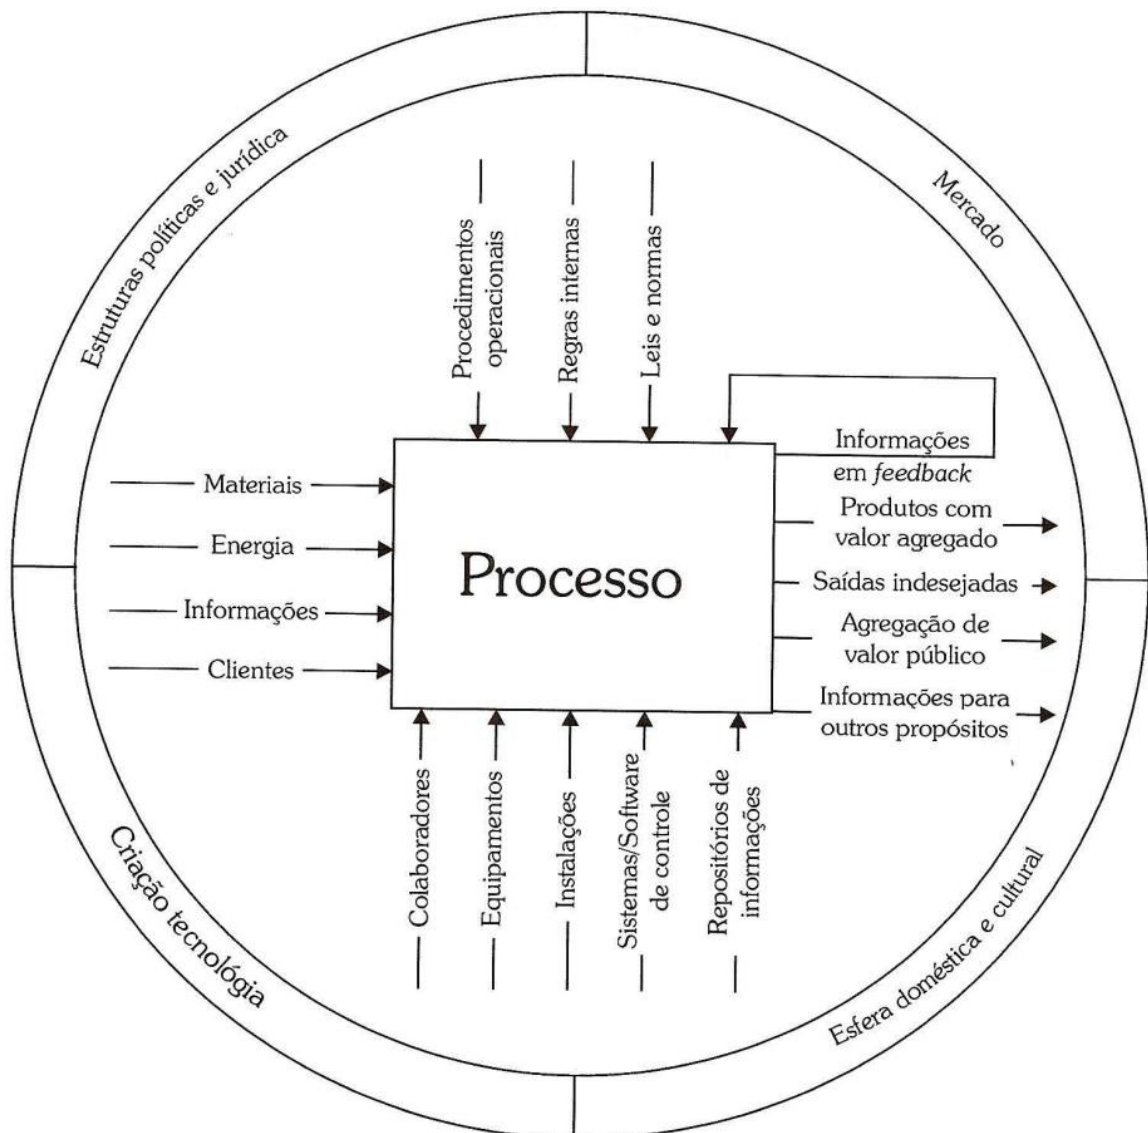 Estruturas políticas e jurídica
Mercado
Procedimentos
operacionais
Regras internas
Leis e normas
Materiais
Energia
Informações
Clientes
Processo
Informações
em feedback
Produtos com
valor agregado
Saídas indesejadas
Agregação de
valor público
Informações para
outros propósitos
Colaboradores
Equipamentos
Instalações
Sistemas/Software
de controle
Repositórios de
informações
Criação tecnológia
Esfera doméstica e cultural